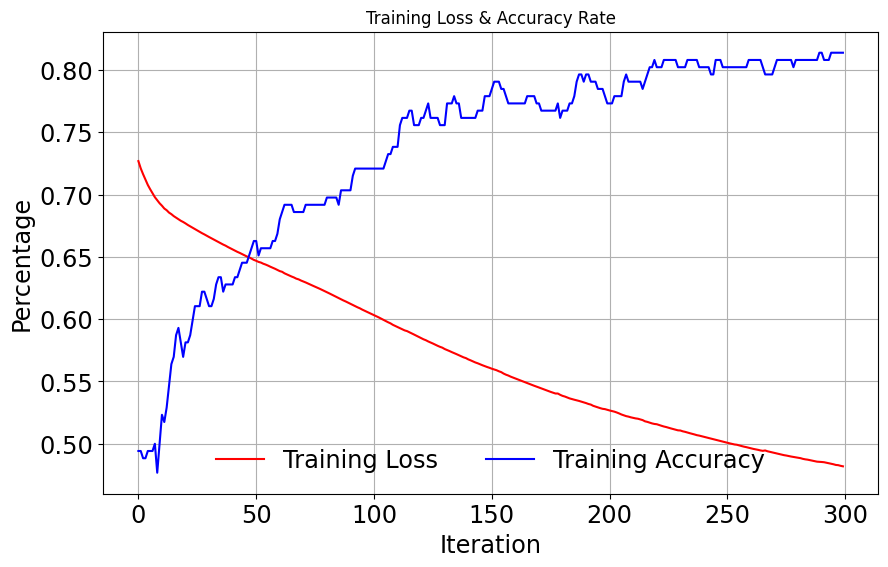 Training Loss & Accuracy Rate
0.80
0.75
0.70
0.65
0.60
0.55
0.50
Percentage
Training Loss
Training Accuracy
0 50 100 150 200 250 300
Iteration